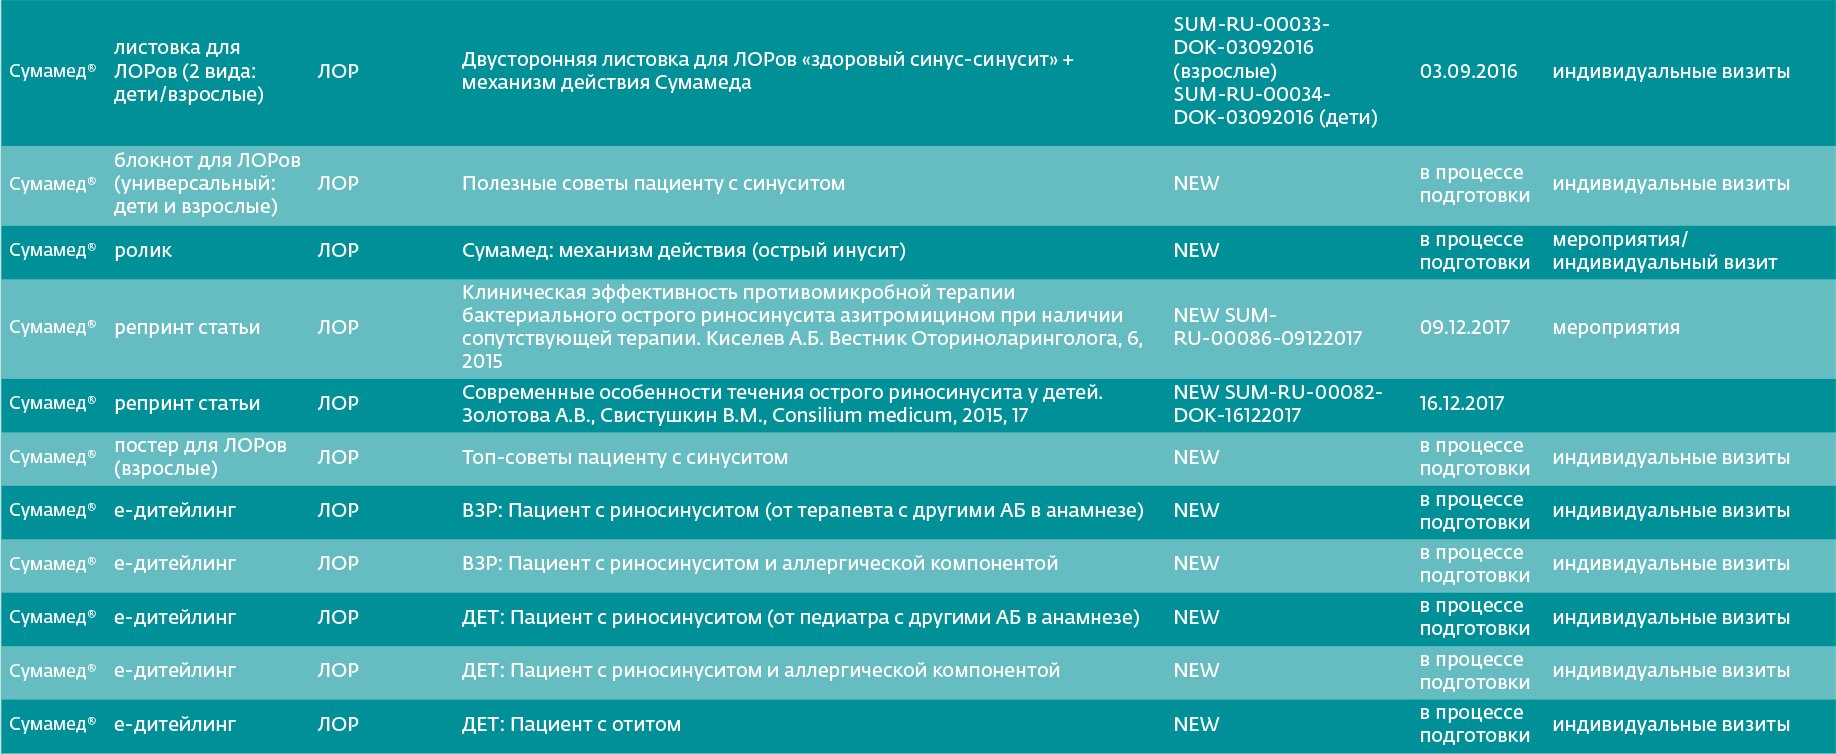 Сумамед®
листовка для
ЛОРов (2 вида:
дети/взрослые)
ЛОР
Двусторонняя листовка для ЛОРов «здоровый синус-синусит» +
механизм действия Сумамеда
SUM-RU-00033-
DOK-03092016
(взрослые)
SUM-RU-00034-
DOK-03092016 (дети)
03.09.2016
индивидуальные визиты
Сумамед®
блокнот для ЛОРов
(универсальный:
дети и взрослые)
ЛОР
Полезные советы пациенту с синуситом
NEW
в процессе
подготовки
индивидуальные визиты
Сумамед®
ролик
ЛОР
Сумамед: механизм действия (острый инусит)
NEW
в процессе
подготовки
мероприятия/
индивидуальный визит
Сумамед®
репринт статьи
ЛОР
Клиническая эффективность противомикробной терапии
бактериального острого риносинусита азитромицином при наличии
сопутствующей терапии. Киселев А.Б. Вестник Оториноларинголога, 6,
2015
NEW SUM-
RU-00086-09122017
09.12.2017
мероприятия
Сумамед®
репринт статьи
ЛОР
Современные особенности течения острого риносинусита у детей.
Золотова А.В., Свистушкин В.М., Consilium medicum, 2015, 17
NEW SUM-RU-00082-
DOK-16122017
16.12.2017
Сумамед®
постер для ЛОРов
(взрослые)
ЛОР
Топ-советы пациенту с синуситом
NEW
в процессе
подготовки
индивидуальные визиты
Сумамед®
е-дитейлинг
ЛОР
ВЗР: Пациент с риносинуситом (от терапевта с другими АБ в анамнезе)
NEW
в процессе
подготовки
индивидуальные визиты
Сумамед®
е-дитейлинг
ЛОР
ВЗР: Пациент с риносинуситом и аллергической компонентой
NEW
в процессе
подготовки
индивидуальные визиты
Сумамед®
е-дитейлинг
ЛОР
ДЕТ: Пациент с риносинуситом (от педиатра с другими АБ в анамнезе)
NEW
в процессе
подготовки
индивидуальные визиты
Сумамед®
е-дитейлинг
ЛОР
ДЕТ: Пациент с риносинуситом и аллергической компонентой
NEW
в процессе
подготовки
индивидуальные визиты
Сумамед®
е-дитейлинг
ЛОР
ДЕТ: Пациент с отитом
NEW
в процессе
подготовки
индивидуальные визиты